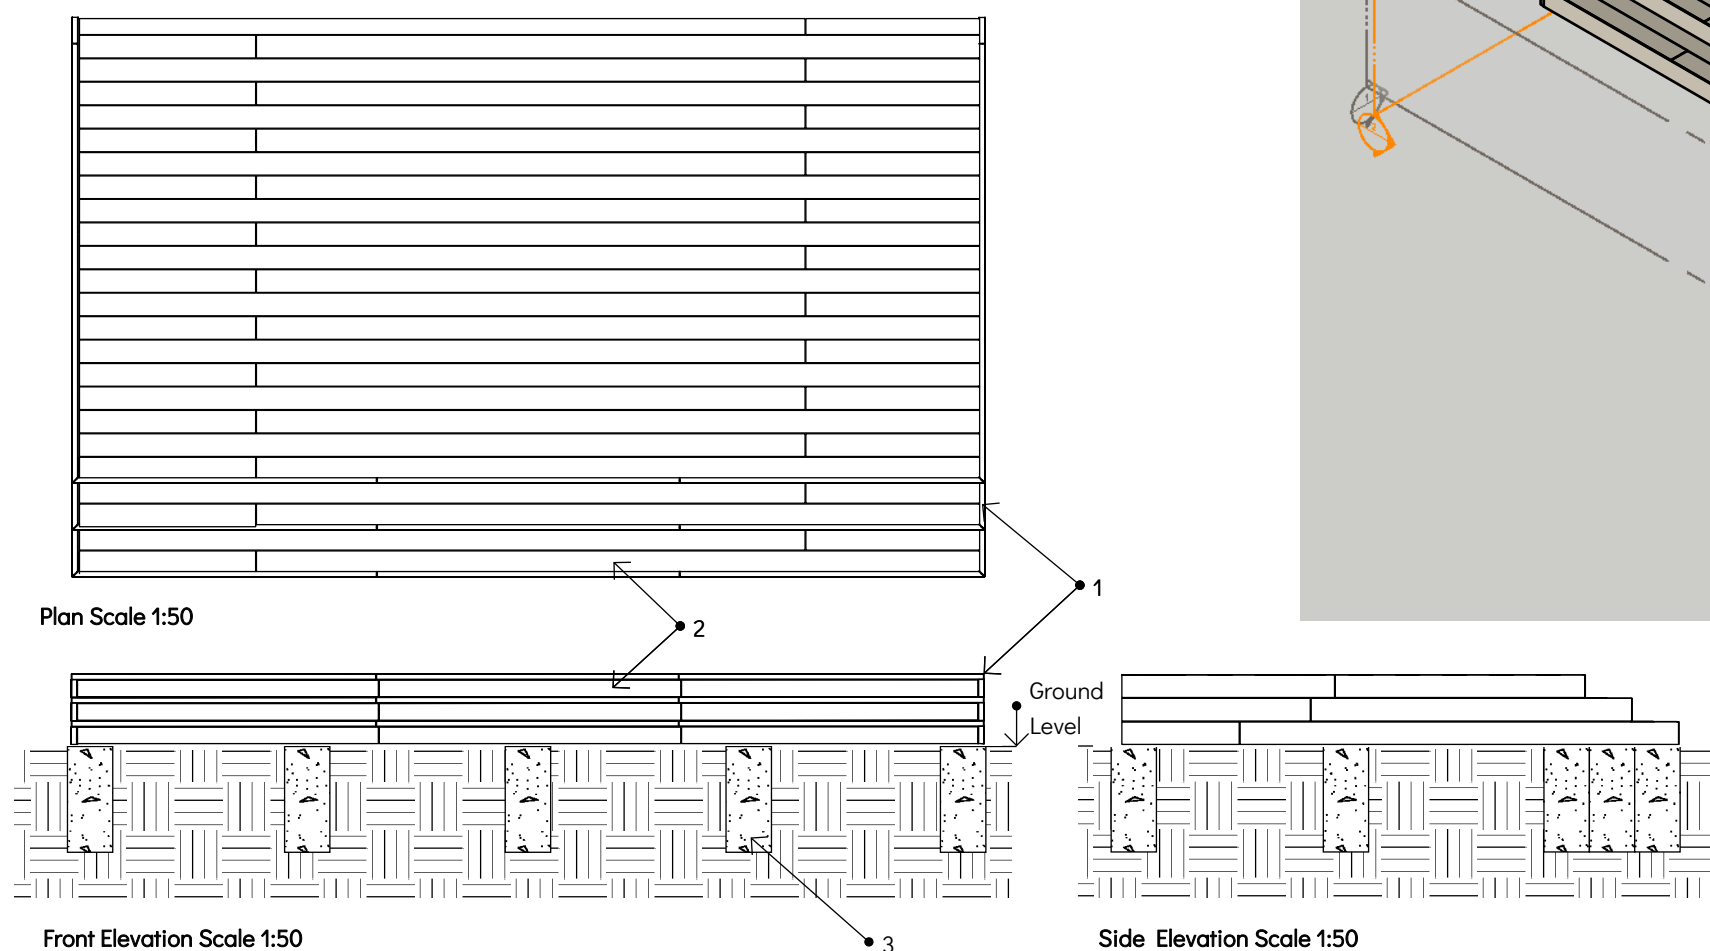 Plan Scale 1:50
1
2
Ground
Level
Front Elevation Scale 1:50
3
Side Elevation Scale 1:50